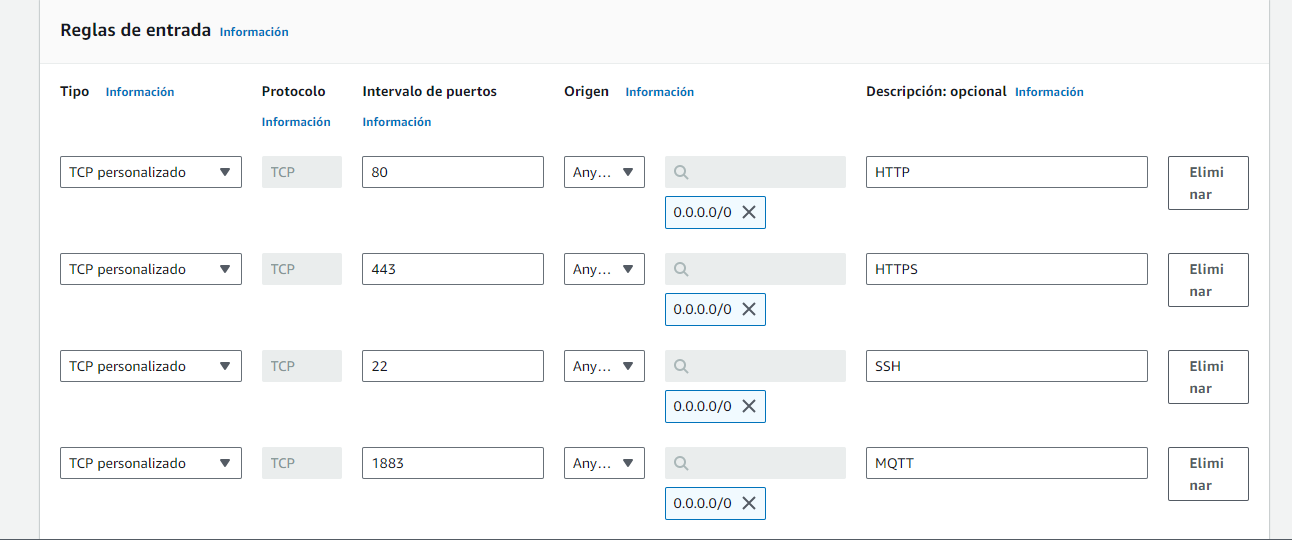 Reglas de entrada Información
Tipo Información Protocolo Intervalo de puertos Origen Información Descripción: opcional Información
Información Información
TCP personalizado TCP 80 Any... HTTP Elimi
nar
0.0.0.0/0
TCP personalizado TCP 443 Any... HTTPS Elimi
nar
0.0.0.0/0
TCP personalizado TCP 22 Any... SSH Elimi
nar
0.0.0.0/0
TCP personalizado TCP 1883 Any... MQTT Elimi
nar
0.0.0.0/0